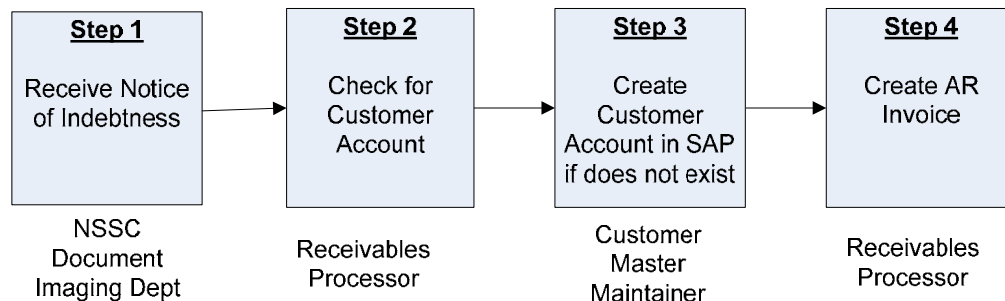 Step 1
Receive Notice
of Indebtness
NSSC
Document
Imaging Dept
Step 2
Check for
Customer
Account
Receivables
Processor
Step 3
Create
Customer
Account in SAP
if does not exist
Customer
Master
Maintainer
Step 4
Create AR
Invoice
Receivables
Processor